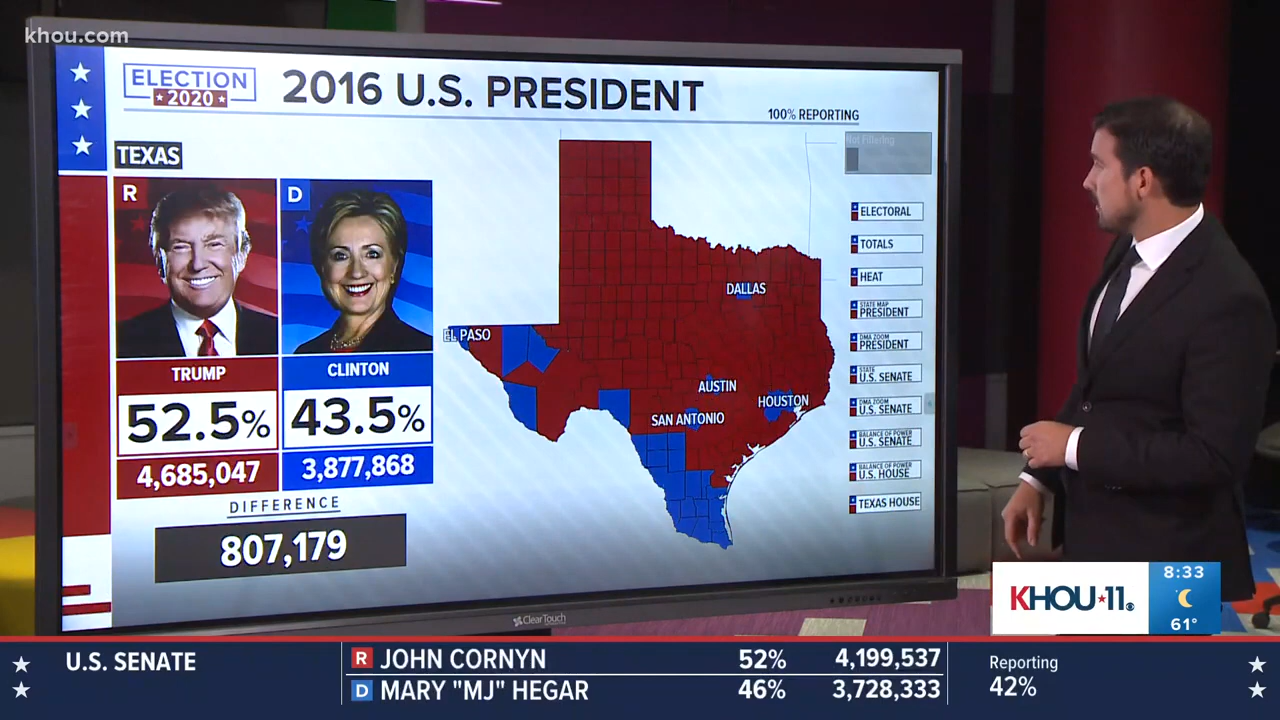 khou.com
ELECTION
2020
2016 U.S. PRESIDENT
100% REPORTING
TEXAS
R
D
TRUMP
CLINTON
52.5%
43.5%
4,685,047
3,877,868
DIFFERENCE
807,179
EL PASO
DALLAS
AUSTIN
HOUSTON
SAN ANTONIO
Not Filtering
ELECTORAL
TOTALS
HEAT
STATE MAP
PRESIDENT
DMA ZOOM
PRESIDENT
STATE
U.S. SENATE
DMA ZOOM
U.S. SENATE
BALANCE OF POWER
U.S. SENATE
BALANCE OF POWER
U.S. HOUSE
TEXAS HOUSE
ClearTouch
KHOU★11
8:33
61°
U.S. SENATE
R JOHN CORNYN 52% 4,199,537
D MARY "MJ" HEGAR 46% 3,728,333
Reporting
42%